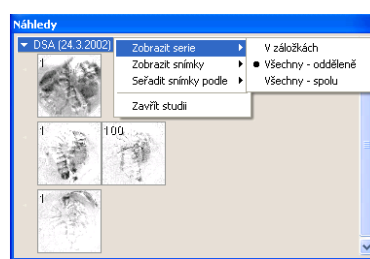 Náhledy
DSA (24.3.2002)
Zobrazit serie
Zobrazit snímky
Seřadit snímky podle
Zavřít studii
V záložkách
Všechny - odděleně
Všechny - spolu
1
1
100
1